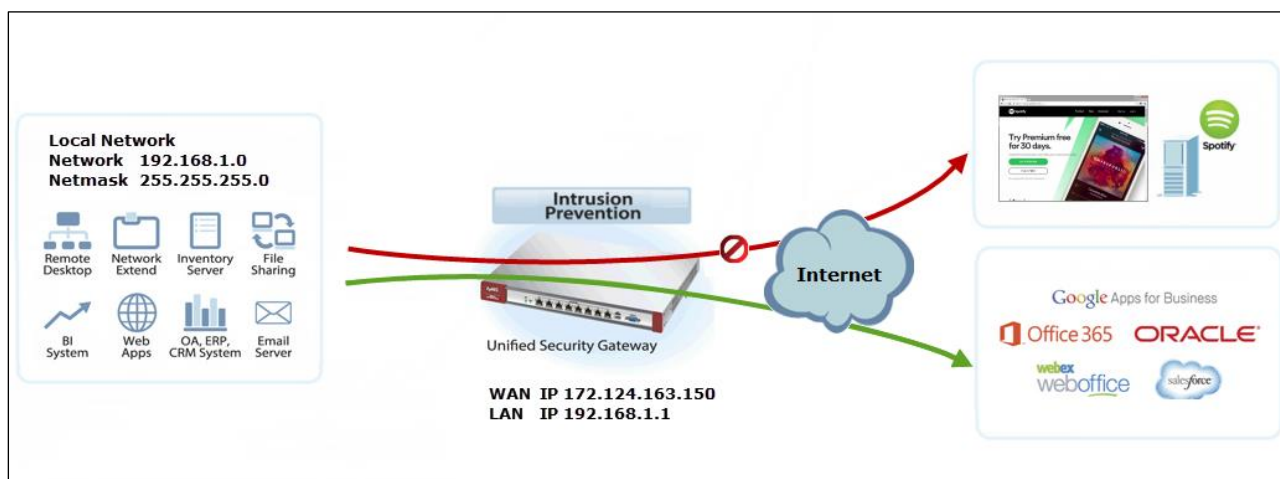 Local Network
Network 192.168.1.0
Netmask 255.255.255.0
Remote
Desktop
Network
Extend
Inventory
Server
File
Sharing
BI
System
Web
Apps
OA, ERP,
CRM System
Email
Server
Intrusion
Prevention
Unified Security Gateway
WAN IP 172.124.163.150
LAN IP 192.168.1.1
Internet
Try Premium free
for 30 days.
Spotify
Google Apps for Business
Office 365
ORACLE
webex
weboffice
salesforce